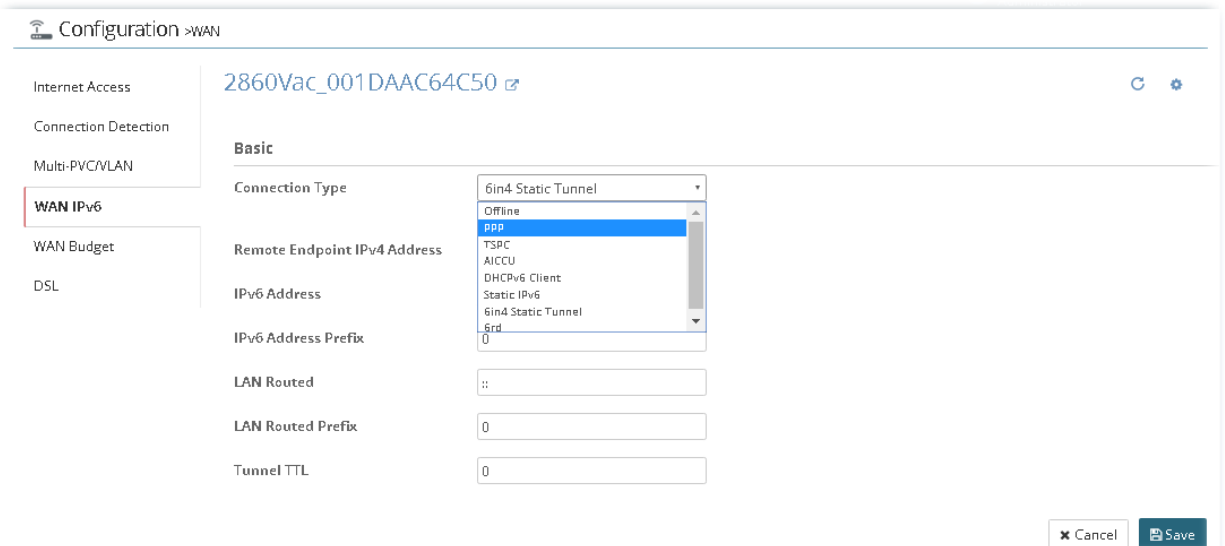 Configuration >WAN
Internet Access
Connection Detection
Multi-PVC/VLAN
WAN IPv6
WAN Budget
DSL
2860Vac_001DAAC64C50
Basic
Connection Type
6in4 Static Tunnel
Offline
PPP
TSPC
AICCU
DHCPv6 Client
Static IPv6
6in4 Static Tunnel
6rd
Remote Endpoint IPv4 Address
IPv6 Address
IPv6 Address Prefix
0
LAN Routed
::
LAN Routed Prefix
0
Tunnel TTL
0
Cancel
Save